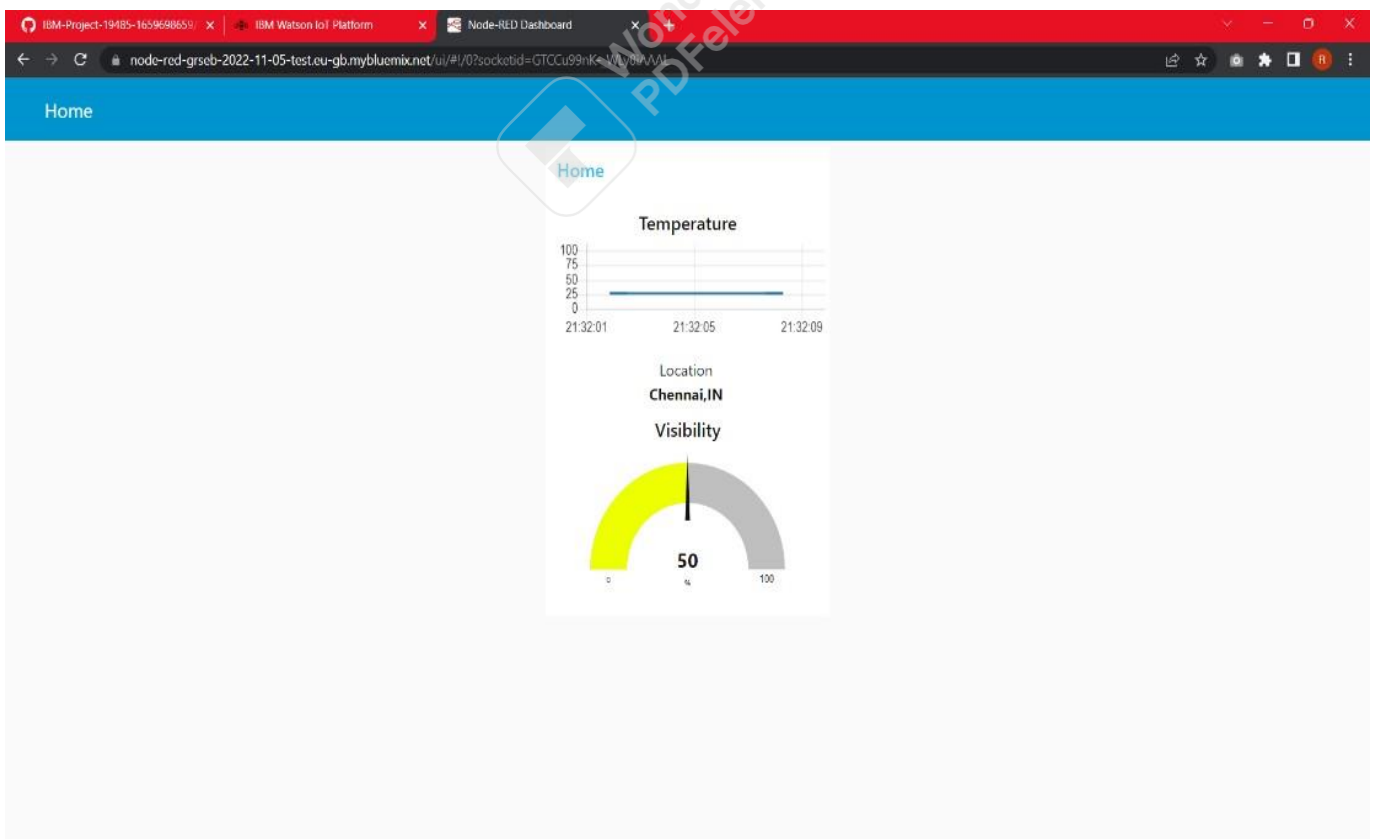 IBM-Project-19485-1659698659/
IBM Watson IoT Platform
Node-RED Dashboard
node-red-grseb-2022-11-05-test.eu-gb.mybluemix.net/ui/#!/0?socketid=
R
Home
Home
Temperature
100
75
50
25
0
21:32:01 21:32:05 21:32:09
Location
Chennai,IN
Visibility
50
0 % 100